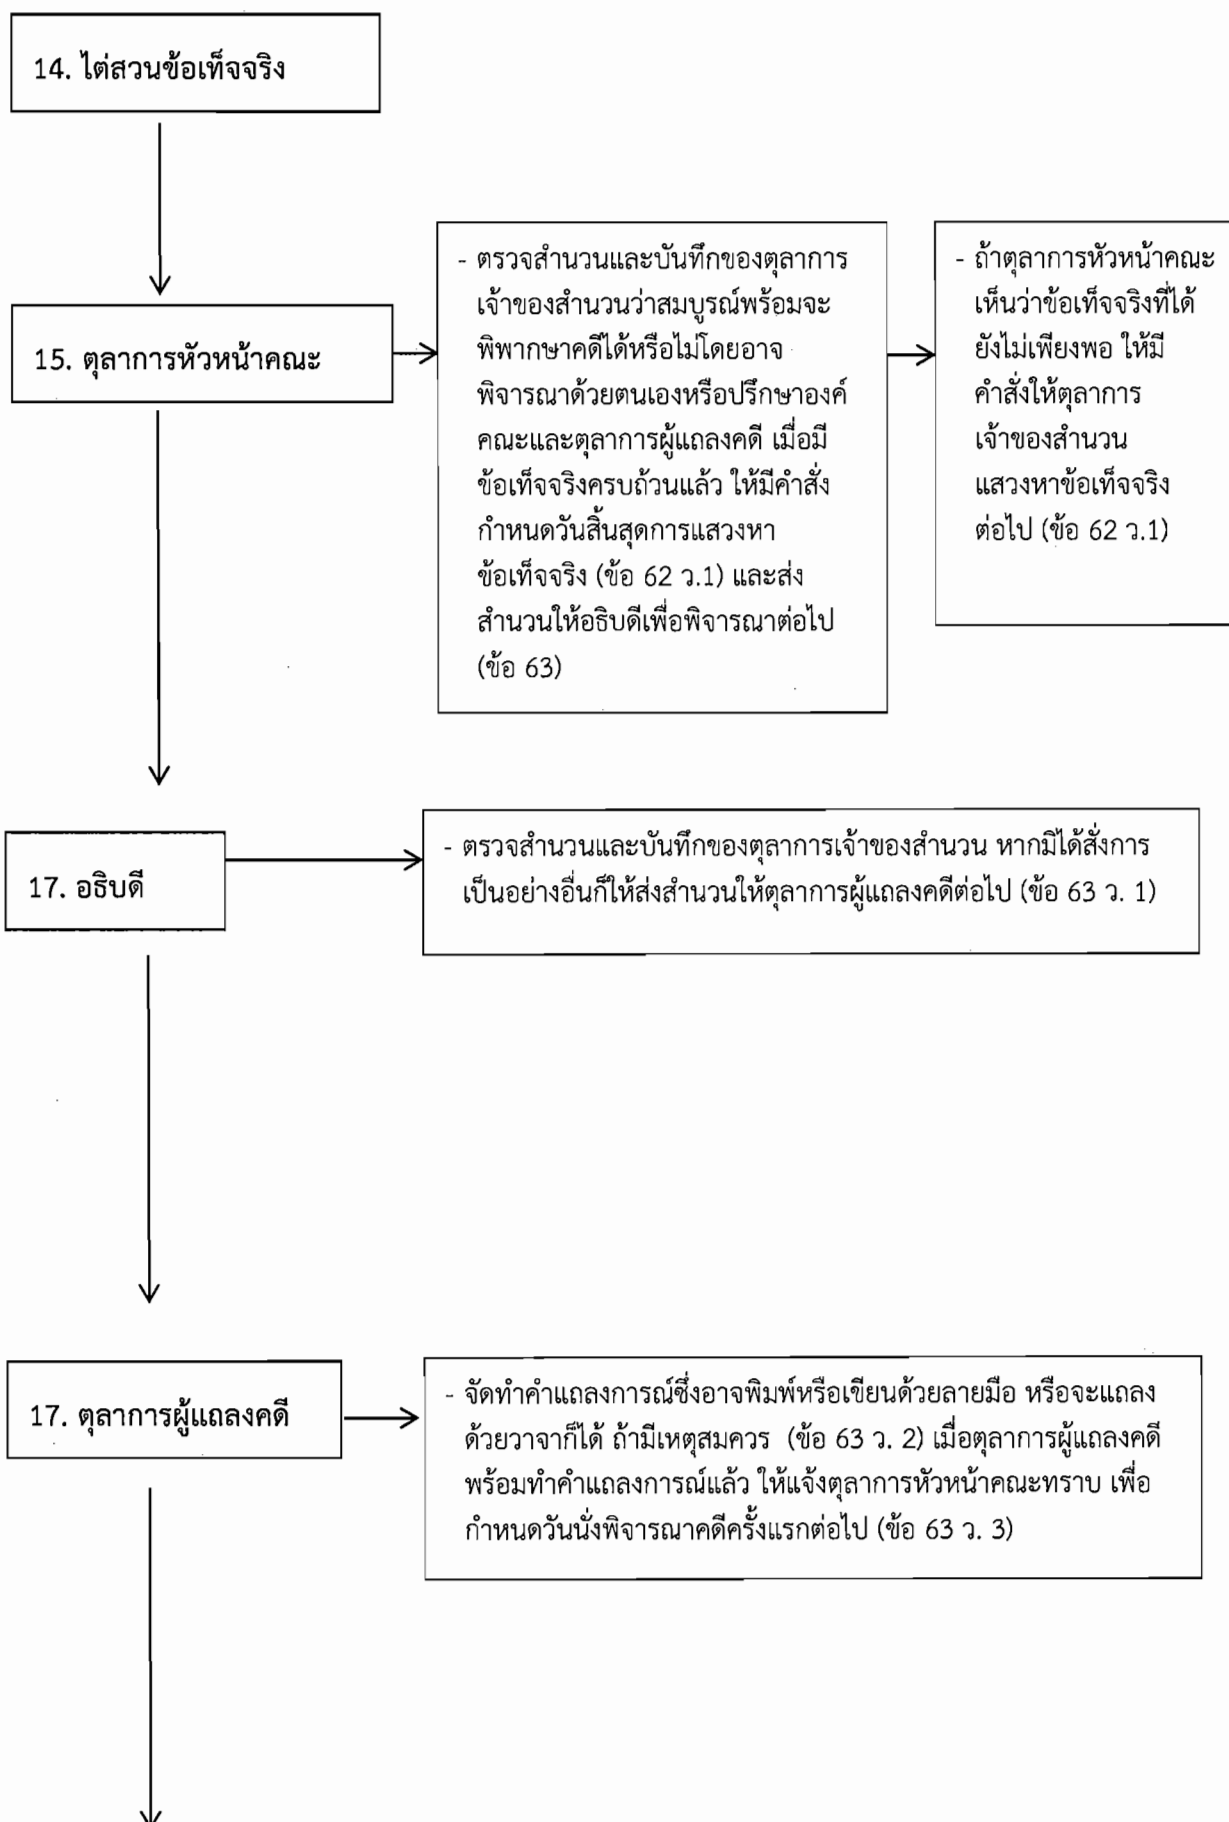 14. ไต่สวนข้อเท็จจริง
15. ตุลาการหัวหน้าคณะ
- ตรวจสำนวนและบันทึกของตุลาการ
เจ้าของสำนวนว่าสมบูรณ์พร้อมจะ
พิพากษาคดีได้หรือไม่โดยอาจ
พิจารณาด้วยตนเองหรือปรึกษาองค์
คณะและตุลาการผู้แถลงคดี เมื่อมี
ข้อเท็จจริงครบถ้วนแล้ว ให้มีคำสั่ง
กำหนดวันสิ้นสุดการแสวงหา
ข้อเท็จจริง (ข้อ 62 ว.1) และส่ง
สำนวนให้อธิบดีเพื่อพิจารณาต่อไป
(ข้อ 63)
- ถ้าตุลาการหัวหน้าคณะ
เห็นว่าข้อเท็จจริงที่ได้
ยังไม่เพียงพอ ให้มี
คำสั่งให้ตุลาการ
เจ้าของสำนวน
แสวงหาข้อเท็จจริง
ต่อไป (ข้อ 62 ว.1)
17. อธิบดี
- ตรวจสำนวนและบันทึกของตุลาการเจ้าของสำนวน หากมิได้สั่งการ
เป็นอย่างอื่นก็ให้ส่งสำนวนให้ตุลาการผู้แถลงคดีต่อไป (ข้อ 63 ว. 1)
17. ตุลาการผู้แถลงคดี
- จัดทำคำแถลงการณ์ซึ่งอาจพิมพ์หรือเขียนด้วยลายมือ หรือจะแถลง
ด้วยวาจาก็ได้ ถ้ามีเหตุสมควร (ข้อ 63 ว. 2) เมื่อตุลาการผู้แถลงคดี
พร้อมทำคำแถลงการณ์แล้ว ให้แจ้งตุลาการหัวหน้าคณะทราบ เพื่อ
กำหนดวันนั่งพิจารณาคดีครั้งแรกต่อไป (ข้อ 63 ว. 3)